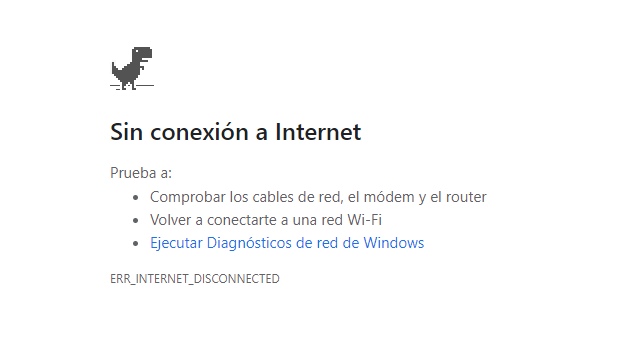 Sin conexión a Internet
Prueba a:
• Comprobar los cables de red, el módem y el router
• Volver a conectarte a una red Wi-Fi
• Ejecutar Diagnósticos de red de Windows
ERR_INTERNET_DISCONNECTED